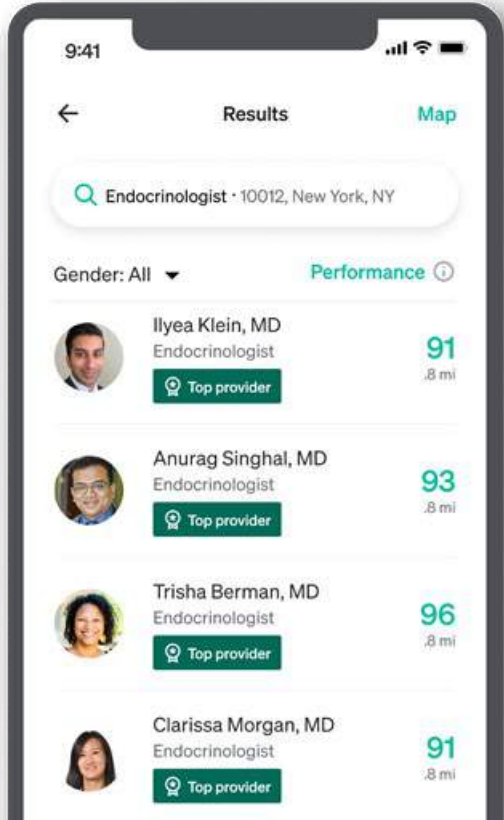 9:41
Results
Map
Endocrinologist · 10012, New York, NY
Gender: All
Performance
Ilyea Klein, MD
Endocrinologist
Top provider
91
.8 mi
Anurag Singhal, MD
Endocrinologist
Top provider
93
.8 mi
Trisha Berman, MD
Endocrinologist
Top provider
96
.8 mi
Clarissa Morgan, MD
Endocrinologist
Top provider
91
.8 mi